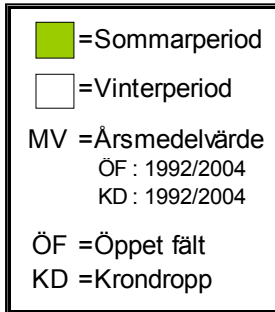 =Sommarperiod
=Vinterperiod
MV =Årsmedelvärde
ÖF : 1992/2004
KD : 1992/2004
ÖF =Öppet fält
KD =Krondropp